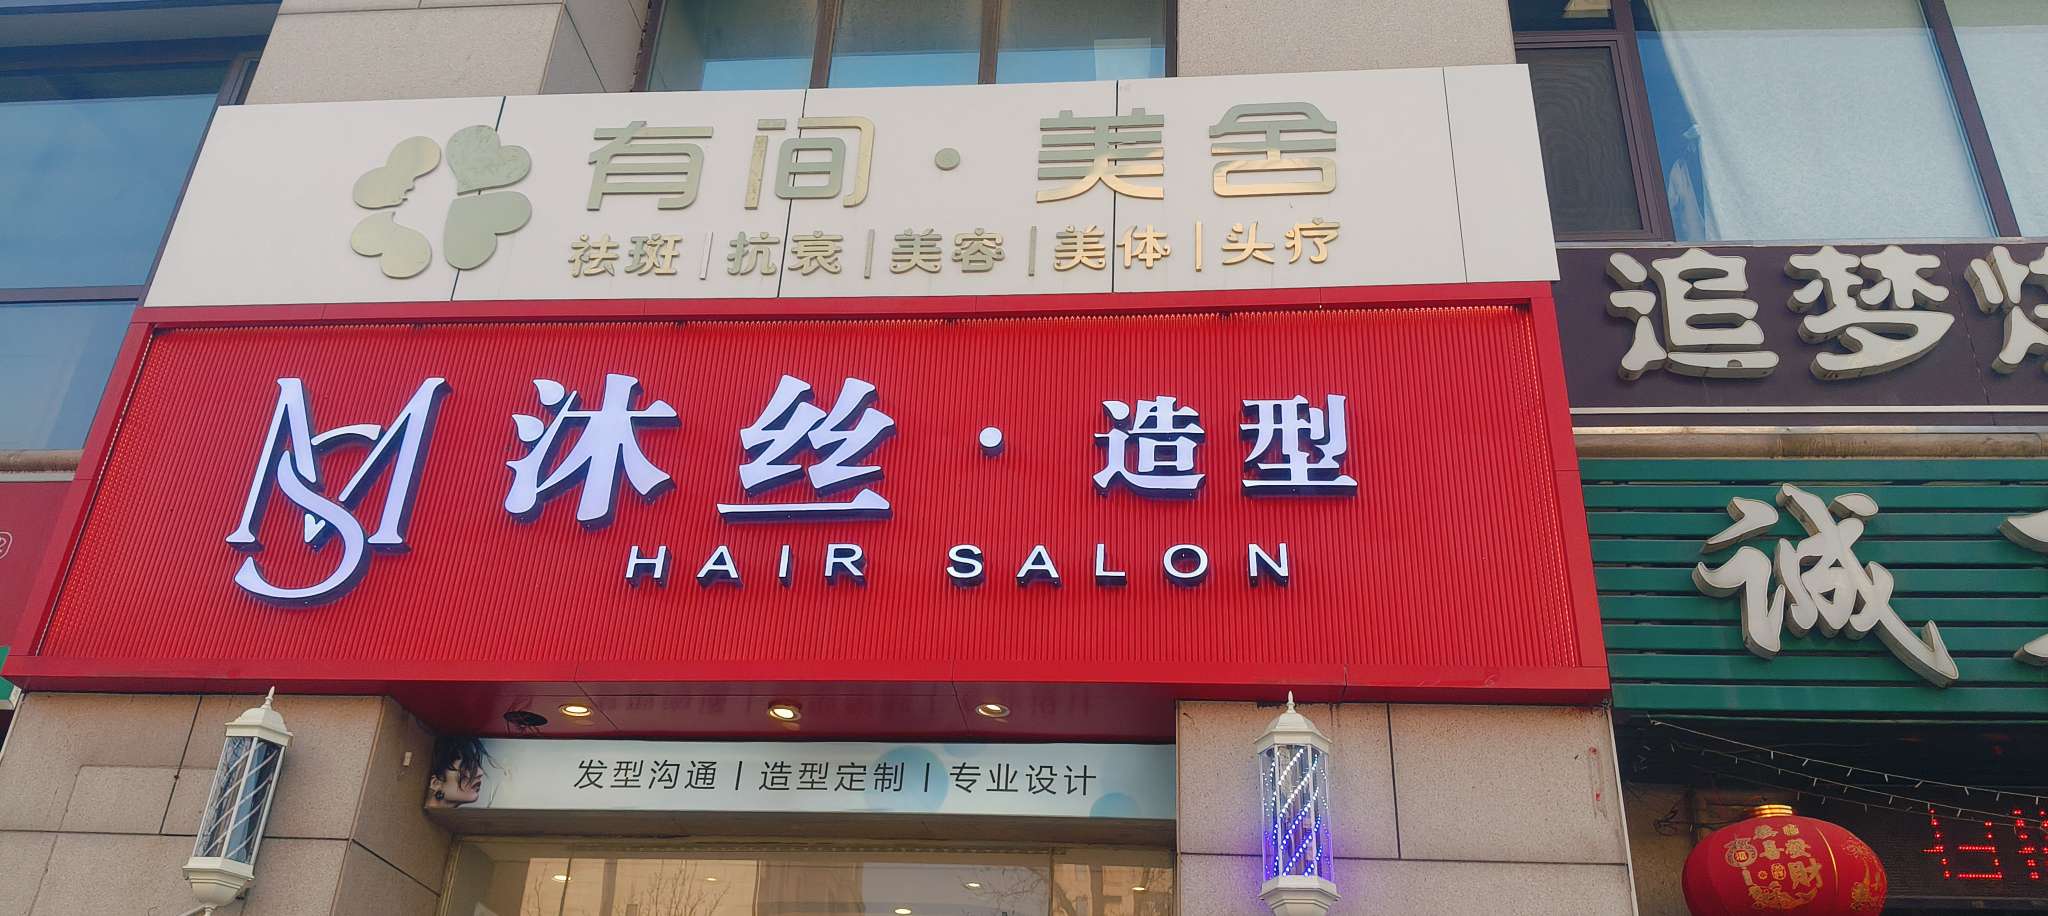 有间·美舍
祛斑|抗衰|美容|美体|头疗
追梦
MS
沐丝·造型
HAIR SALON
诚
发型沟通|造型定制|专业设计